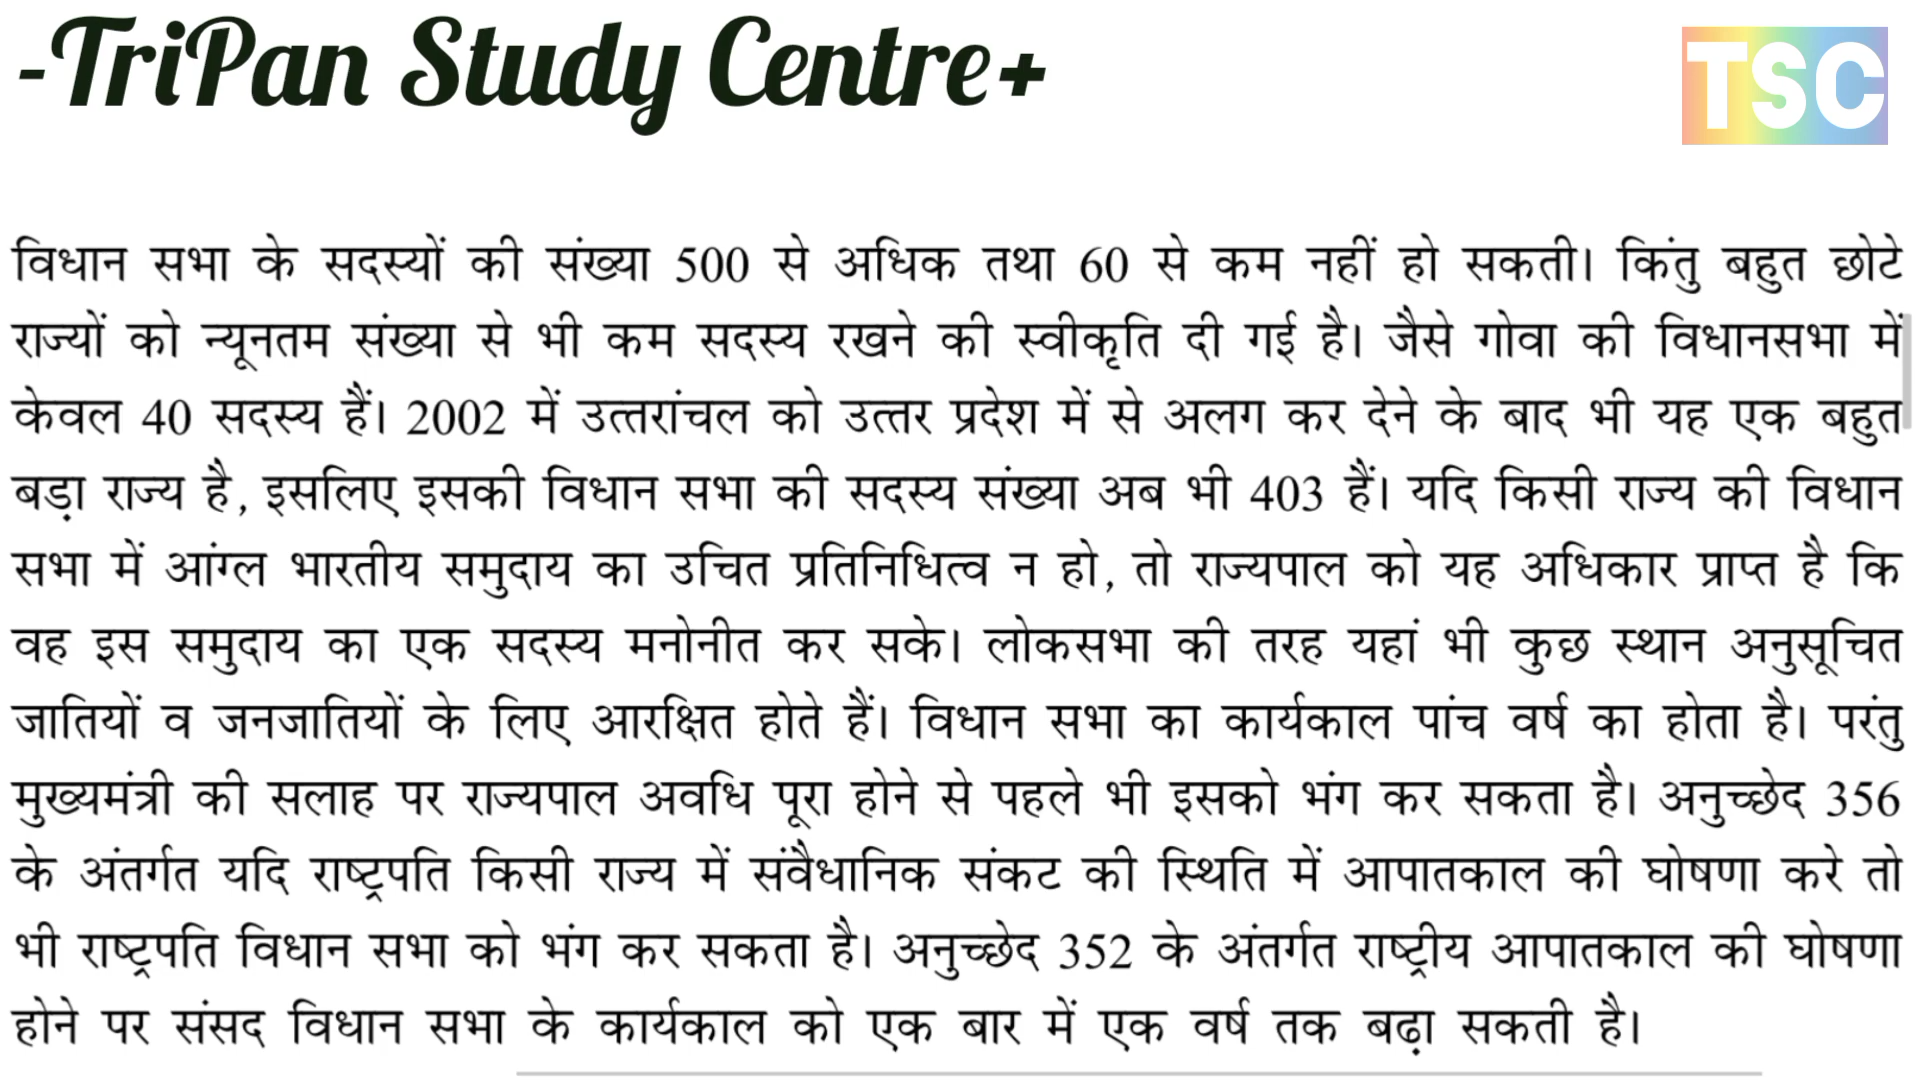 -TriPan Study Centre+
TSC
विधान सभा के सदस्यों की संख्या 500 से अधिक तथा 60 से कम नहीं हो सकती। किंतु बहुत छोटे
राज्यों को न्यूनतम संख्या से भी कम सदस्य रखने की स्वीकृति दी गई है। जैसे गोवा की विधानसभा में
केवल 40 सदस्य हैं। 2002 में उत्तरांचल को उत्तर प्रदेश में से अलग कर देने के बाद भी यह एक बहुत
बड़ा राज्य है, इसलिए इसकी विधान सभा की सदस्य संख्या अब भी 403 हैं। यदि किसी राज्य की विधान
सभा में आंग्ल भारतीय समुदाय का उचित प्रतिनिधित्व न हो, तो राज्यपाल को यह अधिकार प्राप्त है कि
वह इस समुदाय का एक सदस्य मनोनीत कर सके। लोकसभा की तरह यहां भी कुछ स्थान अनुसूचित
जातियों व जनजातियों के लिए आरक्षित होते हैं। विधान सभा का कार्यकाल पांच वर्ष का होता है। परंतु
मुख्यमंत्री की सलाह पर राज्यपाल अवधि पूरा होने से पहले भी इसको भंग कर सकता है। अनुच्छेद 356
के अंतर्गत यदि राष्ट्रपति किसी राज्य में संवैधानिक संकट की स्थिति में आपातकाल की घोषणा करे तो
भी राष्ट्रपति विधान सभा को भंग कर सकता है। अनुच्छेद 352 के अंतर्गत राष्ट्रीय आपातकाल की घोषणा
होने पर संसद विधान सभा के कार्यकाल को एक बार में एक वर्ष तक बढ़ा सकती है।